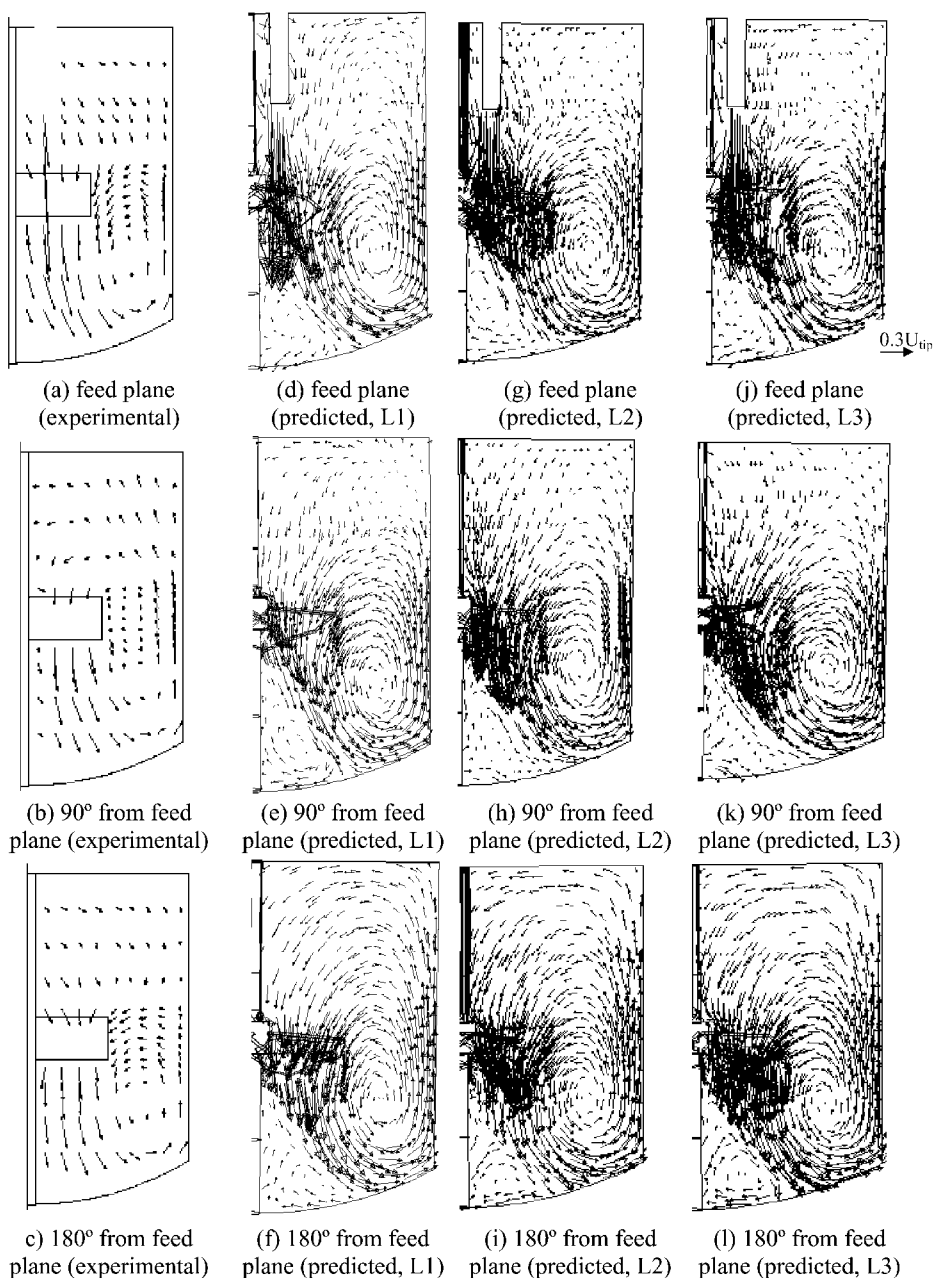 0.3Utip
(a) feed plane
(experimental)
(d) feed plane
(predicted, L1)
(g) feed plane
(predicted, L2)
(j) feed plane
(predicted, L3)
(b) 90º from feed
plane (experimental)
(e) 90º from feed
plane (predicted, L1)
(h) 90º from feed
plane (predicted, L2)
(k) 90º from feed
plane (predicted, L3)
c) 180º from feed
plane (experimental)
(f) 180º from feed
plane (predicted, L1)
(i) 180º from feed
plane (predicted, L2)
(l) 180º from feed
plane (predicted, L3)